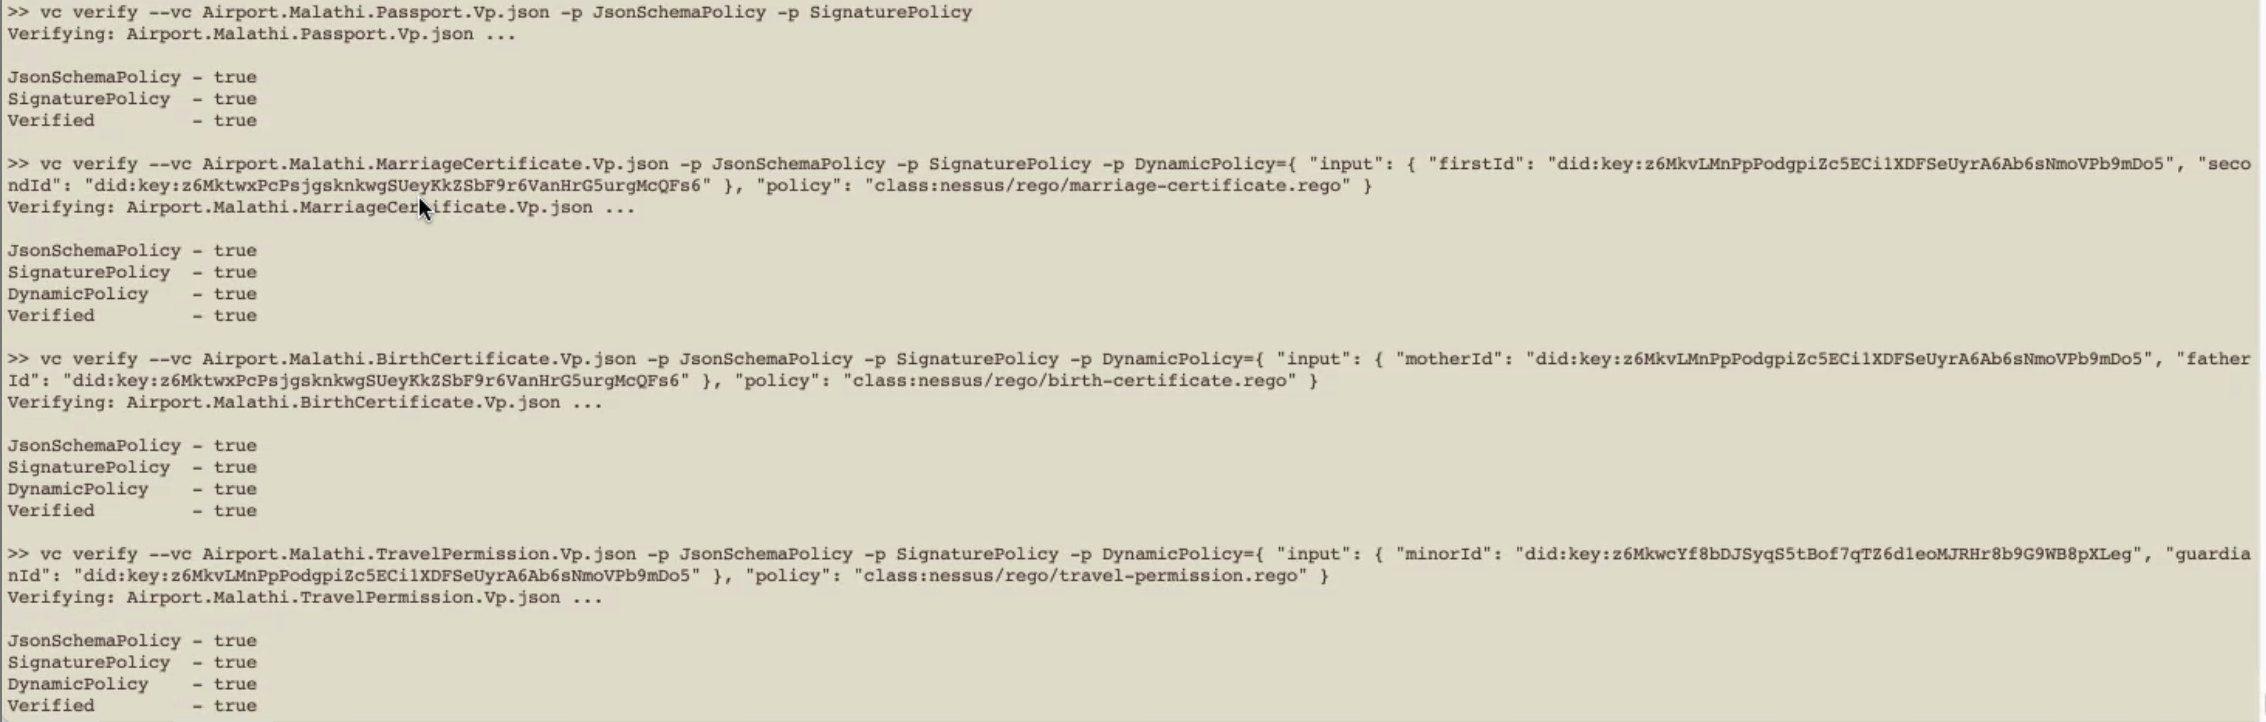 >> vc verify --vc Airport.Malathi.Passport.Vp.json -p JsonSchemaPolicy -p SignaturePolicy
Verifying: Airport.Malathi.Passport.Vp.json ...
JsonSchemaPolicy - true
SignaturePolicy  - true
Verified         - true
>> vc verify --vc Airport.Malathi.MarriageCertificate.Vp.json -p JsonSchemaPolicy -p SignaturePolicy -p DynamicPolicy={ "input": { "firstId": "did:key:z6MkvLMnPpPodgpiZc5ECi1XDFSeUyrA6Ab6sNmoVPb9mDo5", "seco
ndId": "did:key:z6MktwxPcPsjgsknkwgSUeyKkZSbF9r6VanHrG5urgMcQFs6" }, "policy": "class:nessus/rego/marriage-certificate.rego" }
Verifying: Airport.Malathi.MarriageCertificate.Vp.json ...
JsonSchemaPolicy - true
SignaturePolicy  - true
DynamicPolicy    - true
Verified         - true
>> vc verify --vc Airport.Malathi.BirthCertificate.Vp.json -p JsonSchemaPolicy -p SignaturePolicy -p DynamicPolicy={ "input": { "motherId": "did:key:z6MkvLMnPpPodgpiZc5ECi1XDFSeUyrA6Ab6sNmoVPb9mDo5", "father
Id": "did:key:z6MktwxPcPsjgsknkwgSUeyKkZSbF9r6VanHrG5urgMcQFs6" }, "policy": "class:nessus/rego/birth-certificate.rego" }
Verifying: Airport.Malathi.BirthCertificate.Vp.json ...
JsonSchemaPolicy - true
SignaturePolicy  - true
DynamicPolicy    - true
Verified         - true
>> vc verify --vc Airport.Malathi.TravelPermission.Vp.json -p JsonSchemaPolicy -p SignaturePolicy -p DynamicPolicy={ "input": { "minorId": "did:key:z6MkwcYf8bDJSyqS5tBof7qTZ6d1eoMJRHr8b9G9WB8pXLeg", "guardia
nId": "did:key:z6MkvLMnPpPodgpiZc5ECi1XDFSeUyrA6Ab6sNmoVPb9mDo5" }, "policy": "class:nessus/rego/travel-permission.rego" }
Verifying: Airport.Malathi.TravelPermission.Vp.json ...
JsonSchemaPolicy - true
SignaturePolicy  - true
DynamicPolicy    - true
Verified         - true